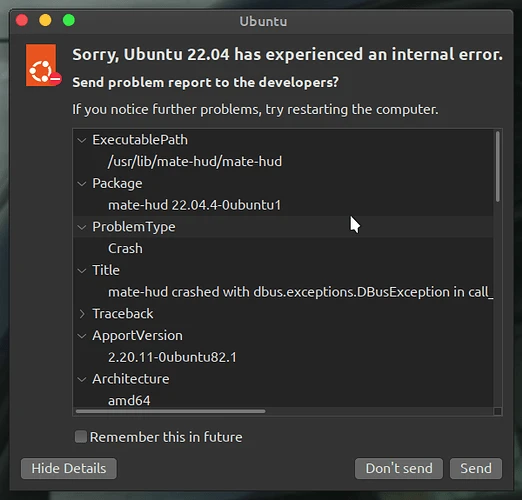 Ubuntu
Sorry, Ubuntu 22.04 has experienced an internal error.
Send problem report to the developers?
If you notice further problems, try restarting the computer.
ExecutablePath
/usr/lib/mate-hud/mate-hud
Package
mate-hud 22.04.4-0ubuntu1
ProblemType
Crash
Title
mate-hud crashed with dbus.exceptions.DBusException in call_
Traceback
ApportVersion
2.20.11-0ubuntu82.1
Architecture
amd64
Remember this in future
Hide Details
Don't send
Send